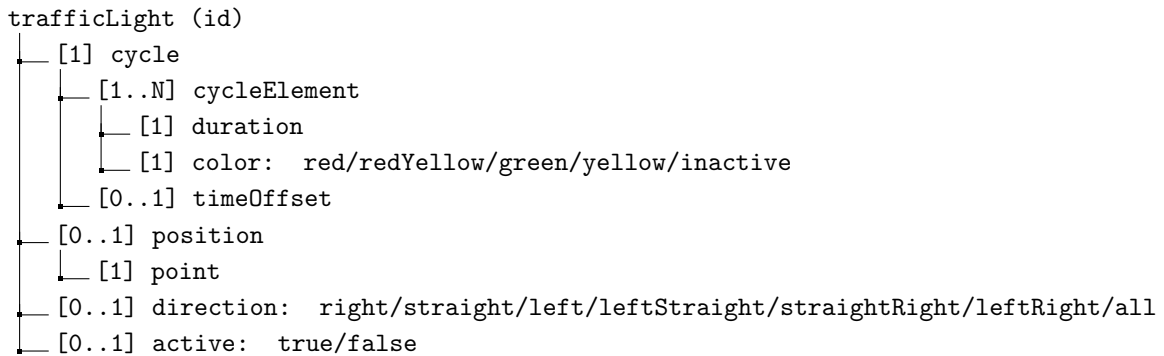 trafficLight (id)
[1] cycle
[1..N] cycleElement
[1] duration
[1] color: red/redYellow/green/yellow/inactive
[0..1] timeOffset
[0..1] position
[1] point
[0..1] direction: right/straight/left/leftStraight/straightRight/leftRight/all
[0..1] active: true/false